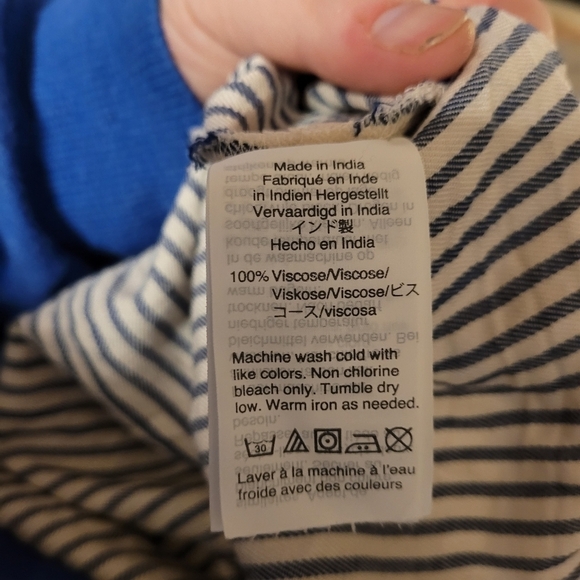 Made in India
Fabriqué en Inde
in Indien Hergestellt
Vervaardigd in India
インド製
Hecho en India
100% Viscose/Viscose/
Viskose/Viscose/ビス
コース/viscosa
Machine wash cold with
like colors. Non chlorine
bleach only. Tumble dry
low. Warm iron as needed.
30
Laver à la machine à l'eau
froide avec des couleurs